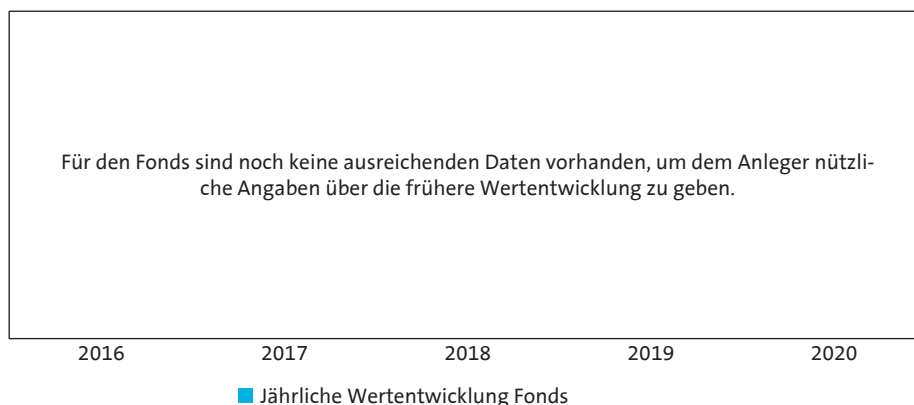 Für den Fonds sind noch keine ausreichenden Daten vorhanden, um dem Anleger nützli-
che Angaben über die frühere Wertentwicklung zu geben.
2016 2017 2018 2019 2020
Jährliche Wertentwicklung Fonds